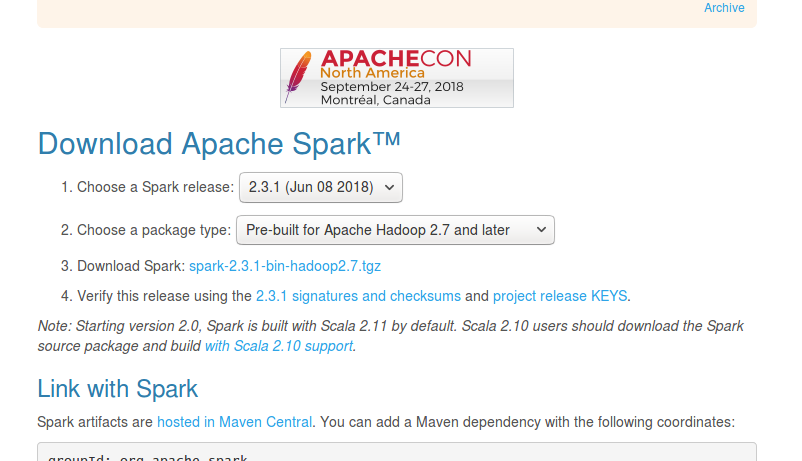 Archive
APACHECON
North America
September 24-27, 2018
Montréal, Canada
Download Apache Spark™
1. Choose a Spark release: 2.3.1 (Jun 08 2018)
2. Choose a package type: Pre-built for Apache Hadoop 2.7 and later
3. Download Spark: spark-2.3.1-bin-hadoop2.7.tgz
4. Verify this release using the 2.3.1 signatures and checksums and project release KEYS.
Note: Starting version 2.0, Spark is built with Scala 2.11 by default. Scala 2.10 users should download the Spark
source package and build with Scala 2.10 support.
Link with Spark
Spark artifacts are hosted in Maven Central. You can add a Maven dependency with the following coordinates:
groupId: org.apache.spark